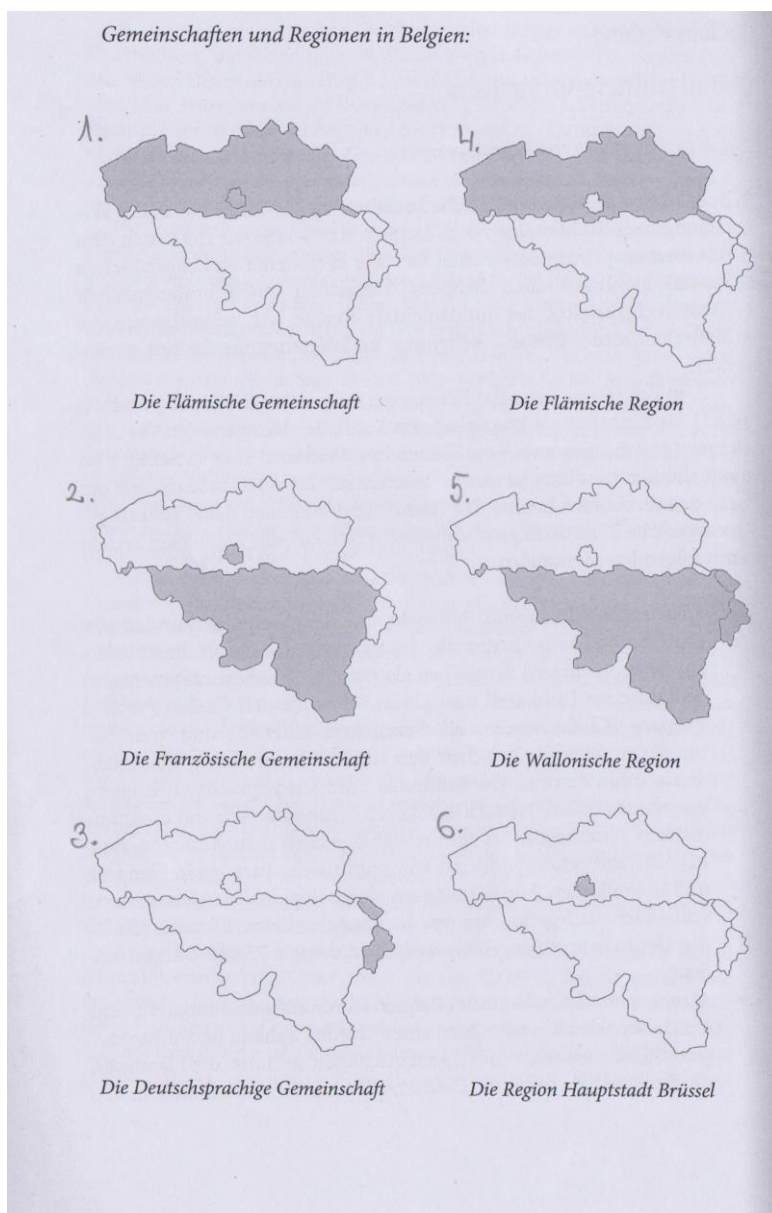 Gemeinschaften und Regionen in Belgien:
1.
4.
Die Flämische Gemeinschaft
Die Flämische Region
2.
5.
Die Französische Gemeinschaft
Die Wallonische Region
3.
6.
Die Deutschsprachige Gemeinschaft
Die Region Hauptstadt Brüssel